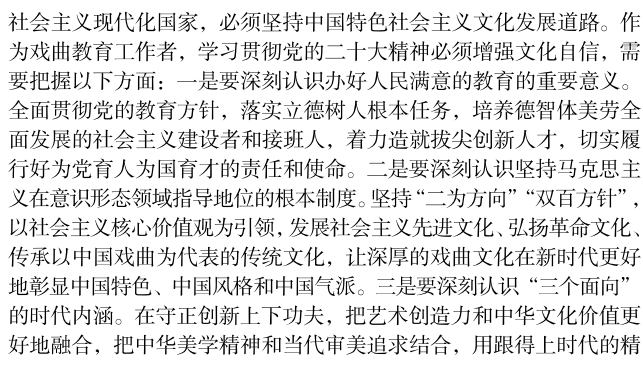 社会主义现代化国家，必须坚持中国特色社会主义文化发展道路。作
为戏曲教育工作者，学习贯彻党的二十大精神必须增强文化自信，需
要把握以下方面：一是要深刻认识办好人民满意的教育的重要意义。
全面贯彻党的教育方针，落实立德树人根本任务，培养德智体美劳全
面发展的社会主义建设者和接班人，着力造就拔尖创新人才，切实履
行好为党育人为国育才的责任和使命。二是要深刻认识坚持马克思主
义在意识形态领域指导地位的根本制度。坚持“二为方向”“双百方针”，
以社会主义核心价值观为引领，发展社会主义先进文化、弘扬革命文化、
传承以中国戏曲为代表的传统文化，让深厚的戏曲文化在新时代更好
地彰显中国特色、中国风格和中国气派。三是要深刻认识“三个面向”
的时代内涵。在守正创新上下功夫，把艺术创造力和中华文化价值更
好地融合，把中华美学精神和当代审美追求结合，用跟得上时代的精